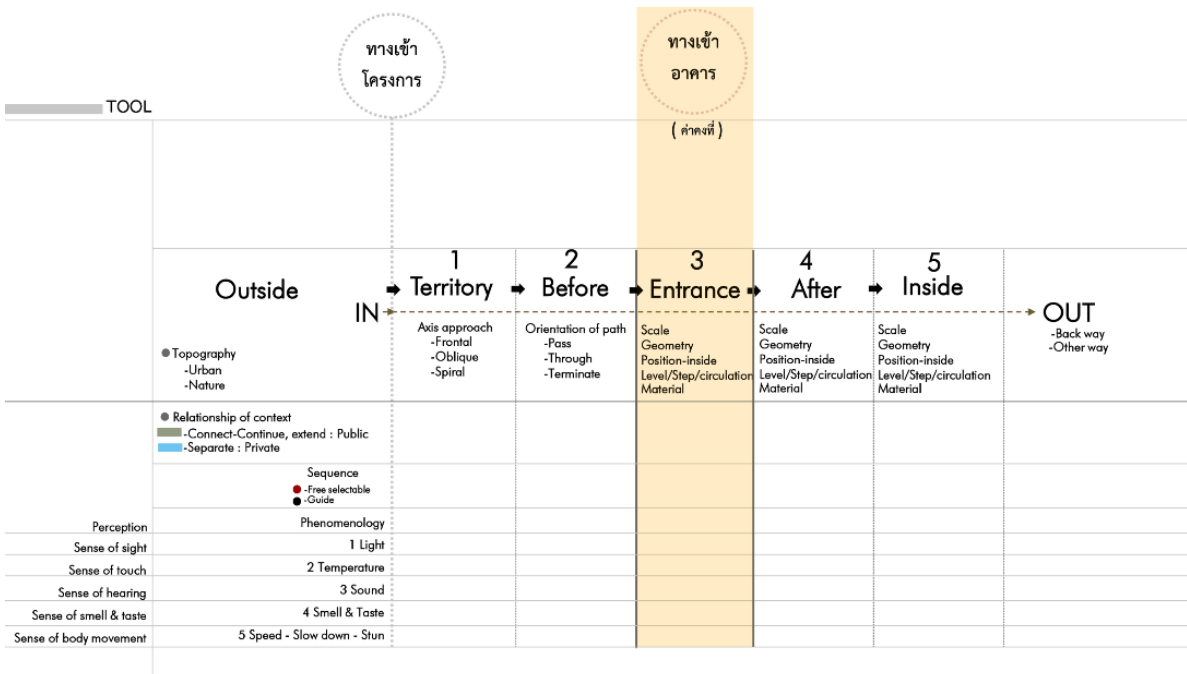 ทางเข้า
โครงการ
ทางเข้า
อาคาร
TOOL
( ค่าคงที่ )
1
2
3
4
5
Outside
Territory
Before
Entrance
After
Inside
IN
OUT
-Back way
-Other way
Axis approach
-Frontal
-Oblique
-Spiral
Orientation of path
-Pass
-Through
-Terminate
Scale
Geometry
Position-inside
Level/Step/circulation
Material
Scale
Geometry
Position-inside
Level/Step/circulation
Material
Scale
Geometry
Position-inside
Level/Step/circulation
Material
Topography
-Urban
-Nature
Relationship of context
-Connect-Continue, extend : Public
-Separate : Private
Sequence
-Free selectable
-Guide
Perception
Phenomenology
Sense of sight
1 Light
Sense of touch
2 Temperature
Sense of hearing
3 Sound
Sense of smell & taste
4 Smell & Taste
Sense of body movement
5 Speed - Slow down - Stun